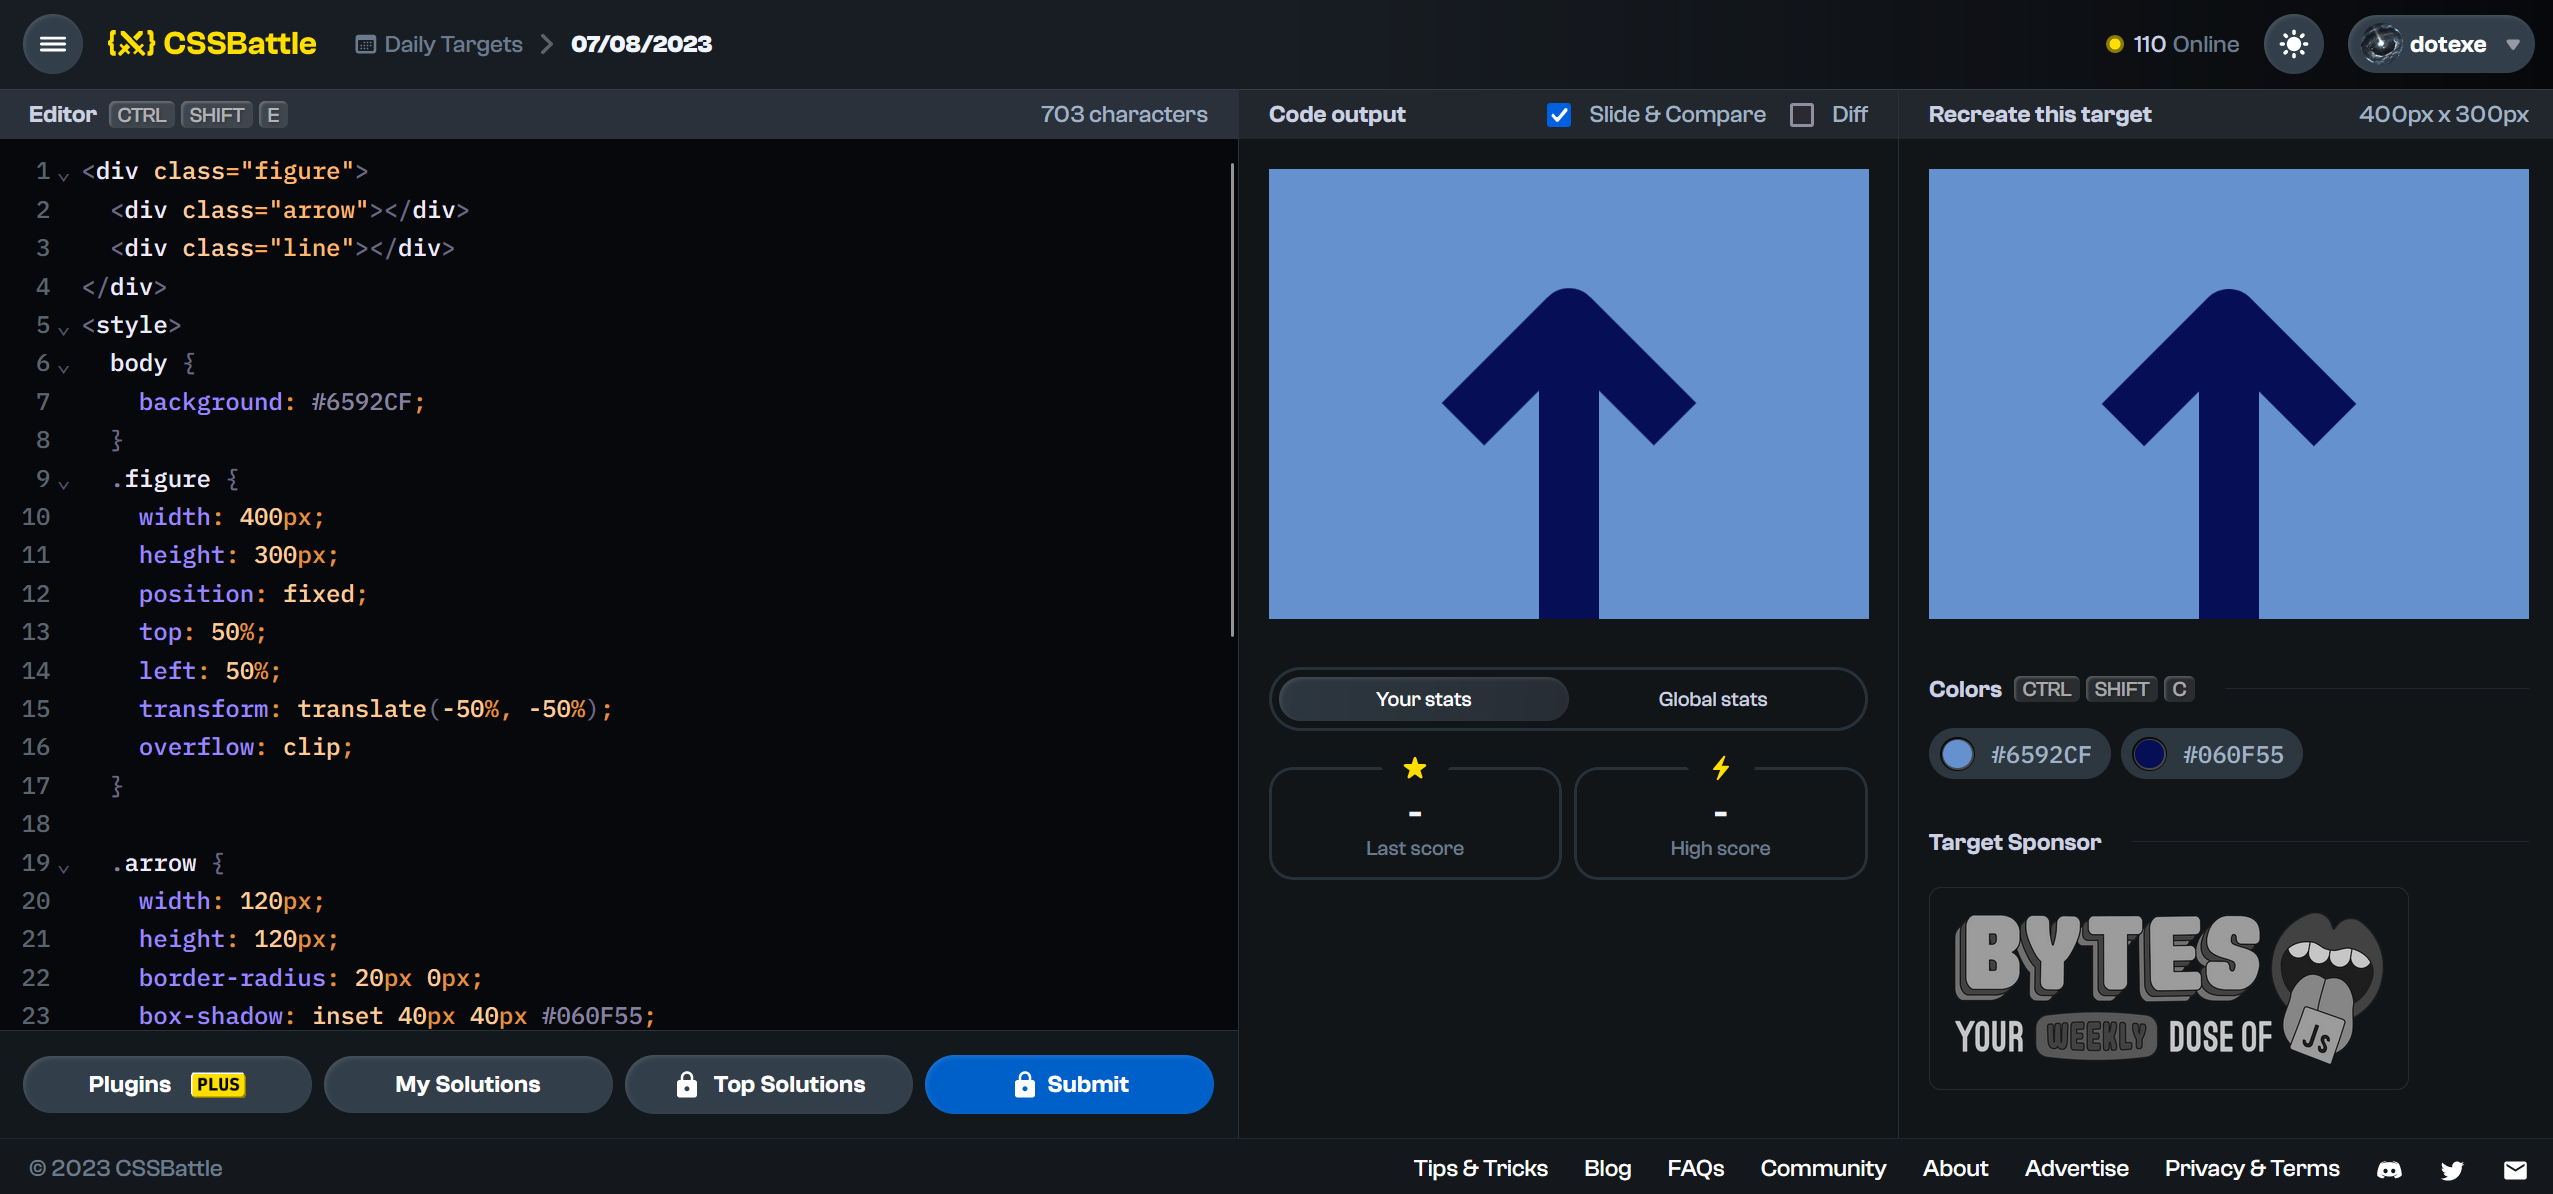 CSSBattle
Daily Targets
07/08/2023
110 Online
dotexe
Editor CTRL SHIFT E
703 characters
1 <div class="figure">
2 <div class="arrow"></div>
3 <div class="line"></div>
4 </div>
5 <style>
6 body {
7 background: #6592CF;
8 }
9 .figure {
10 width: 400px;
11 height: 300px;
12 position: fixed;
13 top: 50%;
14 left: 50%;
15 transform: translate(-50%, -50%);
16 overflow: clip;
17 }
18
19 .arrow {
20 width: 120px;
21 height: 120px;
22 border-radius: 20px 0px;
23 box-shadow: inset 40px 40px #060F55;
Plugins PLUS
My Solutions
Top Solutions
Submit
Code output
Slide & Compare
Diff
Your stats
Global stats
-
Last score
-
High score
Recreate this target
400px x 300px
Colors CTRL SHIFT C
#6592CF
#060F55
Target Sponsor
BYTES
YOUR WEEKLY DOSE OF JS
© 2023 CSSBattle
Tips & Tricks
Blog
FAQs
Community
About
Advertise
Privacy & Terms